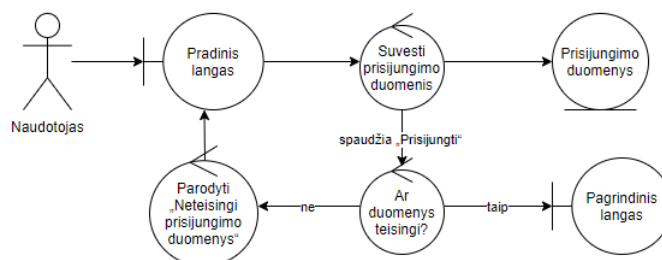 Naudotojas
Pradinis
langas
Suvesti
prisijungimo
duomenis
Prisijungimo
duomenys
spaudžia „Prisijungti“
Parodyti
„Neteisingi
prisijungimo
duomenys“
ne
Ar
duomenys
teisingi?
taip
Pagrindinis
langas